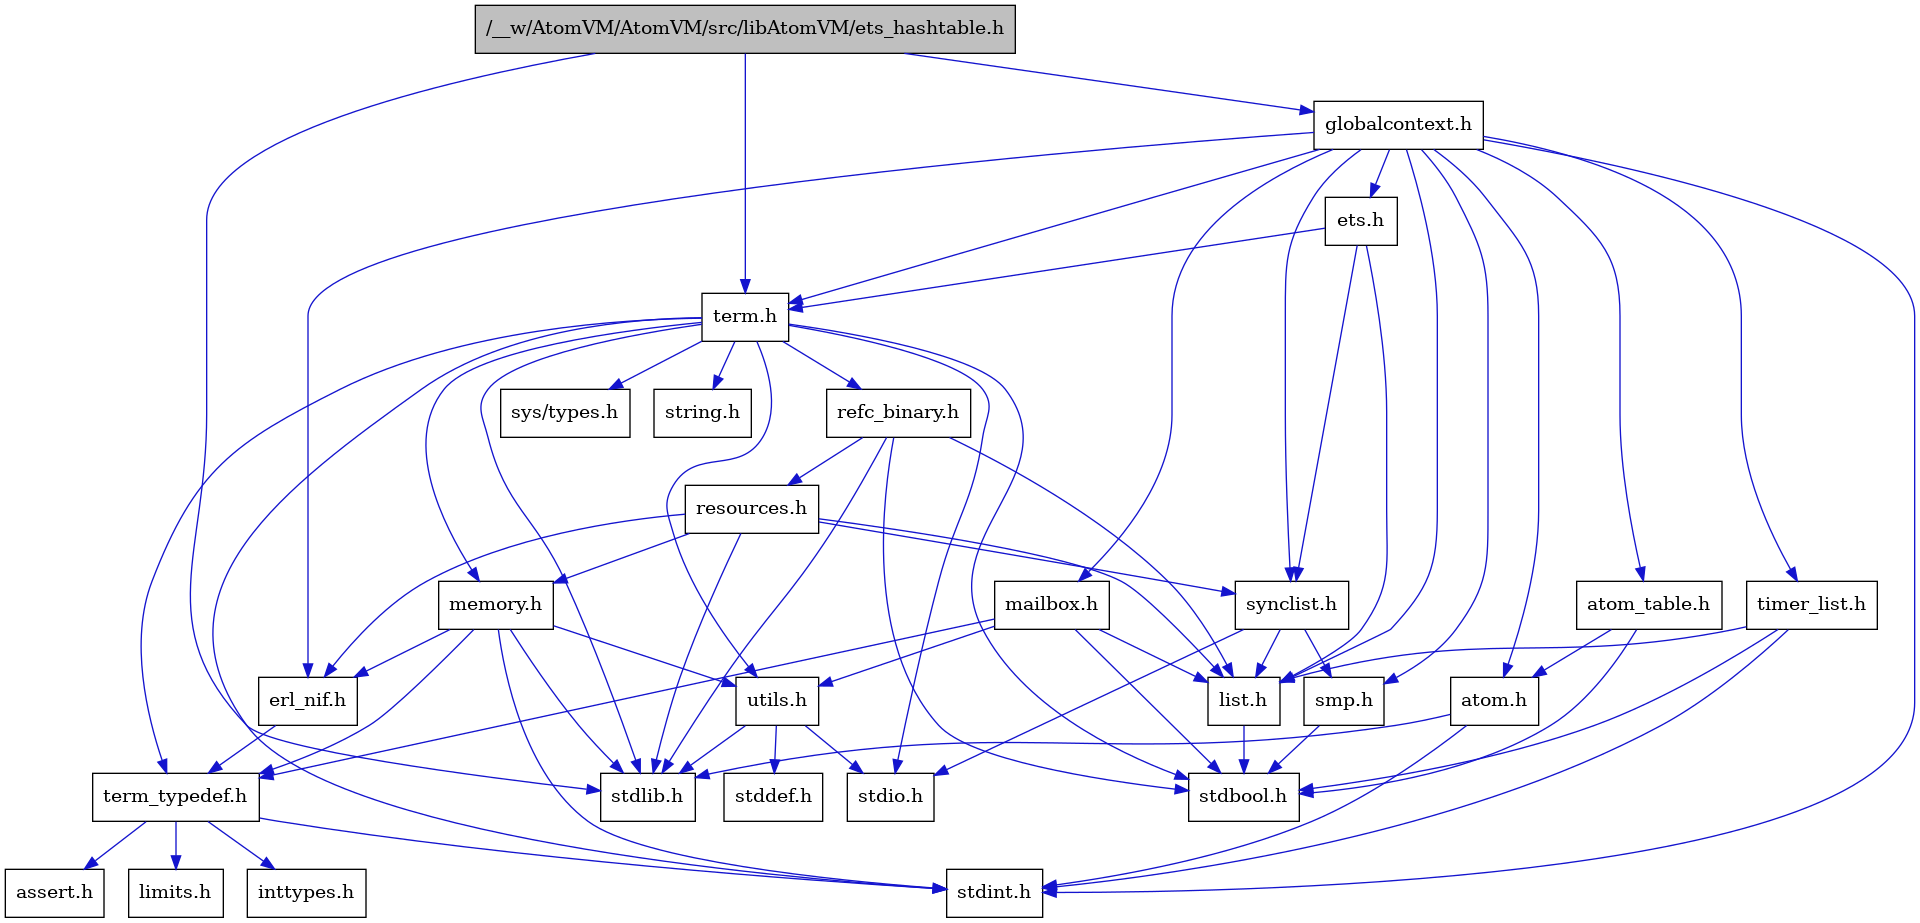 /__w/AtomVM/AtomVM/src/libAtomVM/ets_hashtable.h
globalcontext.h
ets.h
term.h
sys/types.h
string.h
refc_binary.h
resources.h
memory.h
mailbox.h
synclist.h
atom_table.h
timer_list.h
erl_nif.h
utils.h
list.h
smp.h
atom.h
term_typedef.h
stdlib.h
stddef.h
stdio.h
stdbool.h
assert.h
limits.h
inttypes.h
stdint.h